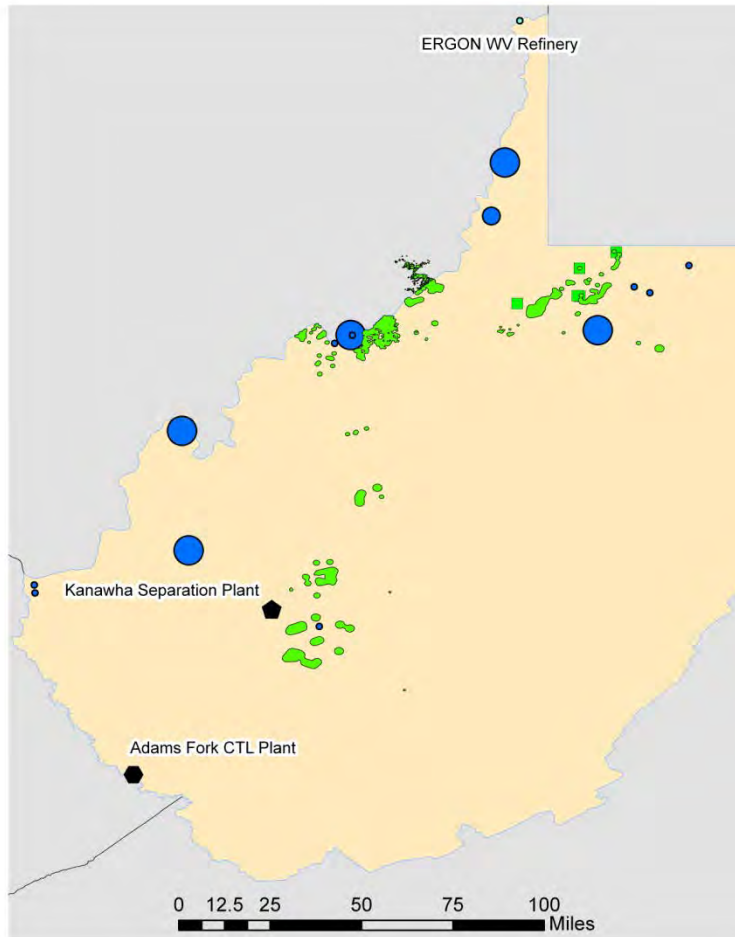 ERGON WV Refinery
Kanawha Separation Plant
Adams Fork CTL Plant
0 12.5 25 50 75 100
Miles